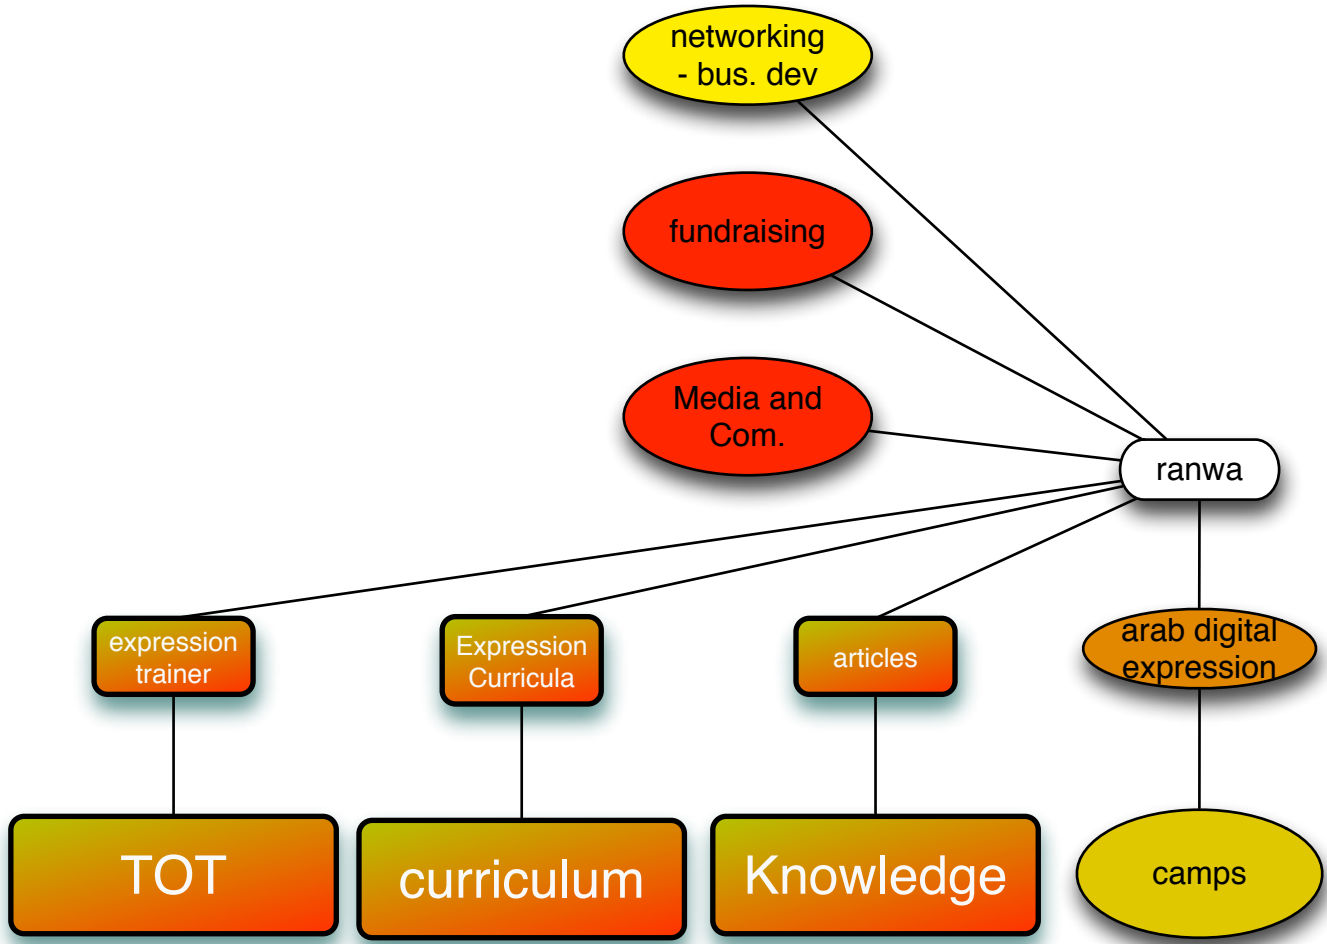 networking
- bus. dev
fundraising
Media and
Com.
ranwa
expression
trainer
Expression
Curricula
articles
arab digital
expression
TOT
curriculum
Knowledge
camps